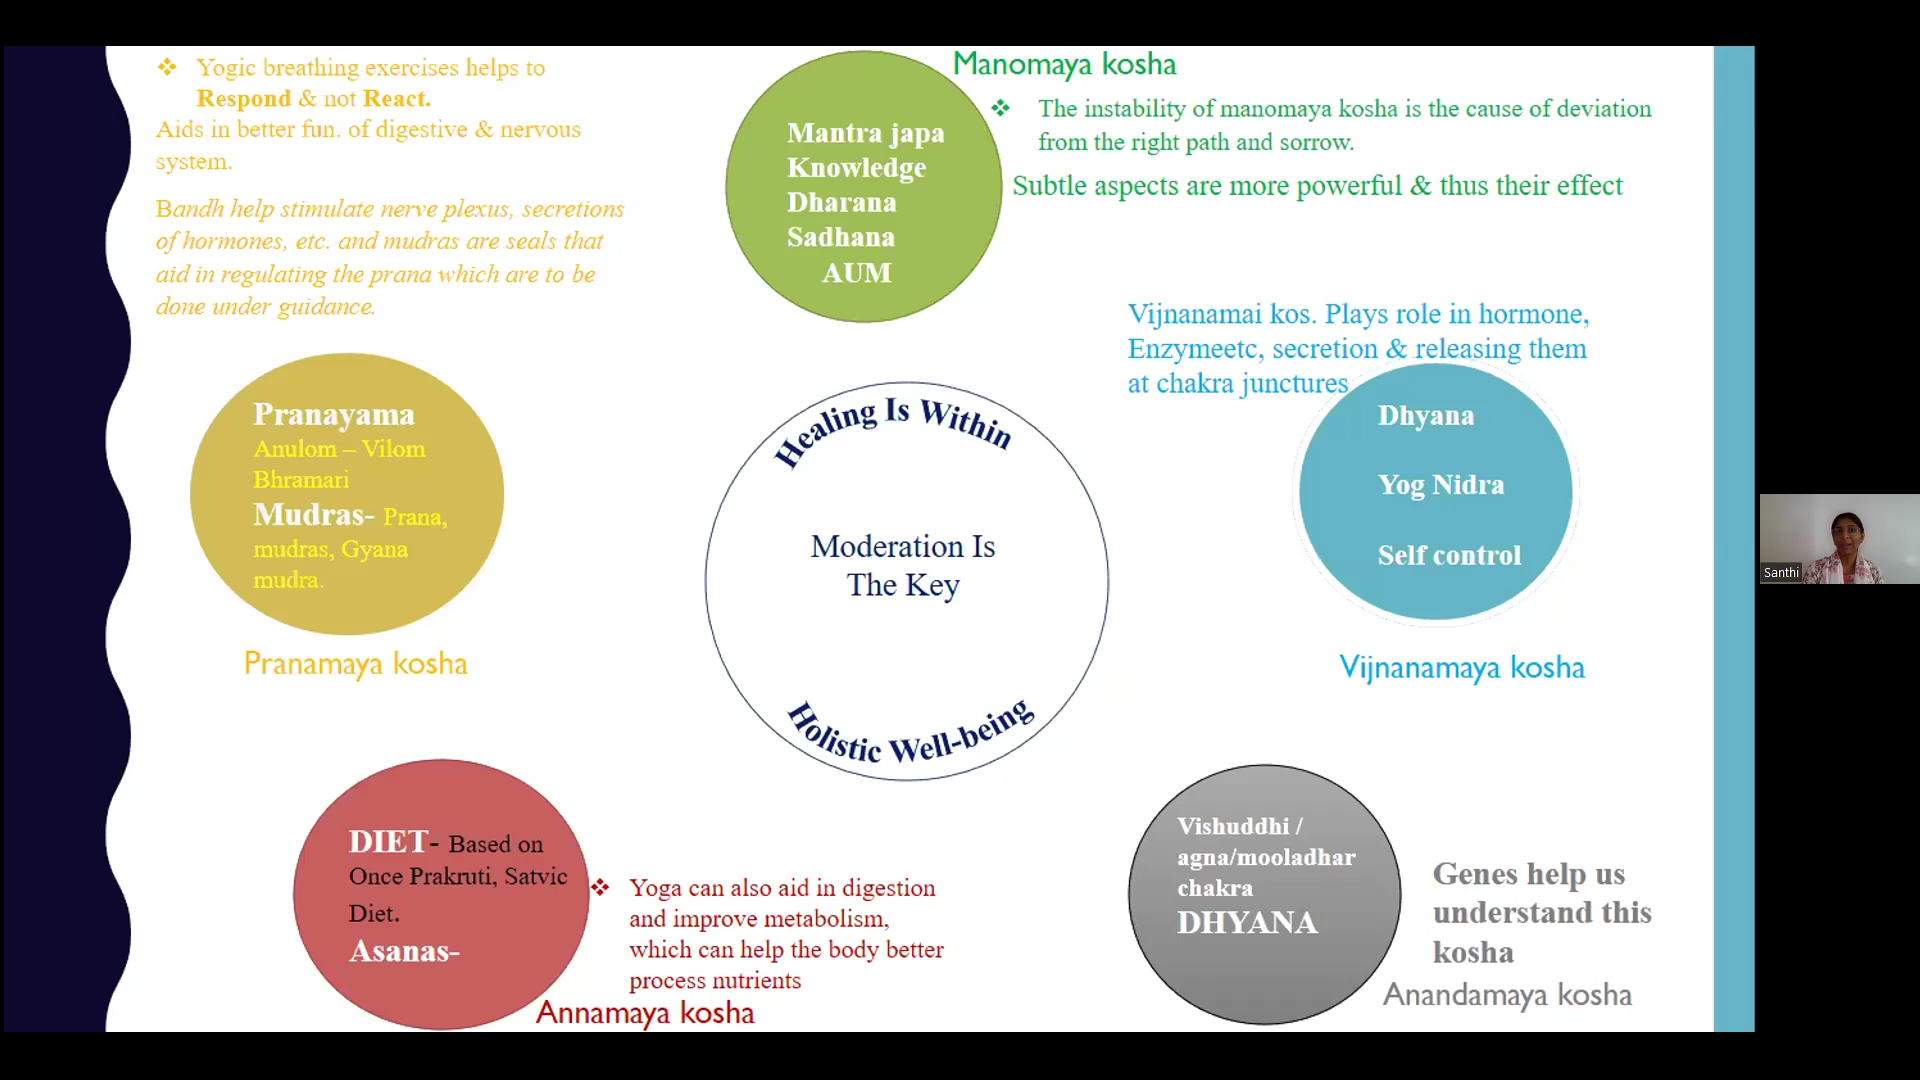 ❖ Yogic breathing exercises helps to
Respond & not React.
Aids in better fun. of digestive & nervous
system.
Bandh help stimulate nerve plexus, secretions
of hormones, etc. and mudras are seals that
aid in regulating the prana which are to be
done under guidance.
Mantra japa
Knowledge
Dharana
Sadhana
AUM
Manomaya kosha
❖ The instability of manomaya kosha is the cause of deviation
from the right path and sorrow.
Subtle aspects are more powerful & thus their effect
Vijnanamai kos. Plays role in hormone,
Enzymeetc, secretion & releasing them
at chakra junctures
Pranayama
Anulom – Vilom
Bhramari
Mudras- Prana,
mudras, Gyana
mudra.
Pranamaya kosha
Healing Is Within
Moderation Is
The Key
Holistic Well-being
Dhyana
Yog Nidra
Self control
Vijnanamaya kosha
Santhi
DIET- Based on
Once Prakruti, Satvic
Diet.
Asanas-
❖ Yoga can also aid in digestion
and improve metabolism,
which can help the body better
process nutrients
Annamaya kosha
Vishuddhi /
agna/mooladhar
chakra
DHYANA
Genes help us
understand this
kosha
Anandamaya kosha